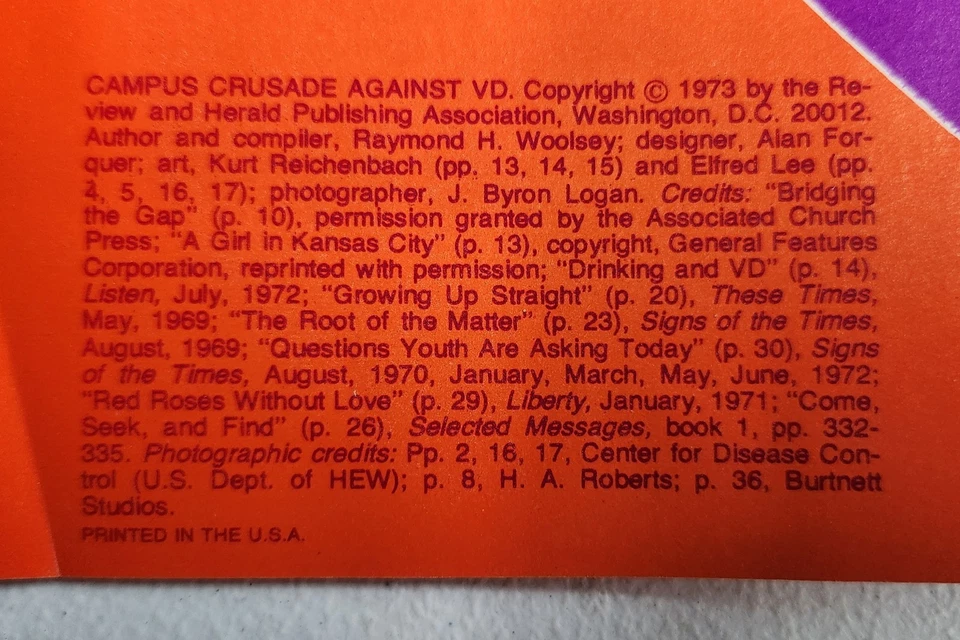 CAMPUS CRUSADE AGAINST VD. Copyright © 1973 by the Re-
view and Herald Publishing Association, Washington, D.C. 20012.
Author and compiler, Raymond H. Woolsey; designer, Alan For-
quer; art, Kurt Reichenbach (pp. 13, 14, 15) and Elfred Lee (pp.
4, 5, 16, 17); photographer, J. Byron Logan. Credits: “Bridging
the Gap” (p. 10), permission granted by the Associated Church
Press; “A Girl in Kansas City” (p. 13), copyright, General Features
Corporation, reprinted with permission; “Drinking and VD” (p. 14),
Listen, July, 1972; “Growing Up Straight” (p. 20), These Times,
May, 1969; “The Root of the Matter” (p. 23), Signs of the Times,
August, 1969; “Questions Youth Are Asking Today” (p. 30), Signs
of the Times, August, 1970, January, March, May, June, 1972;
“Red Roses Without Love” (p. 29), Liberty, January, 1971; “Come,
Seek, and Find” (p. 26), Selected Messages, book 1, pp. 332-
335. Photographic credits: Pp. 2, 16, 17, Center for Disease Con-
trol (U.S. Dept. of HEW); p. 8, H. A. Roberts; p. 36, Burtnett
Studios.
PRINTED IN THE U.S.A.